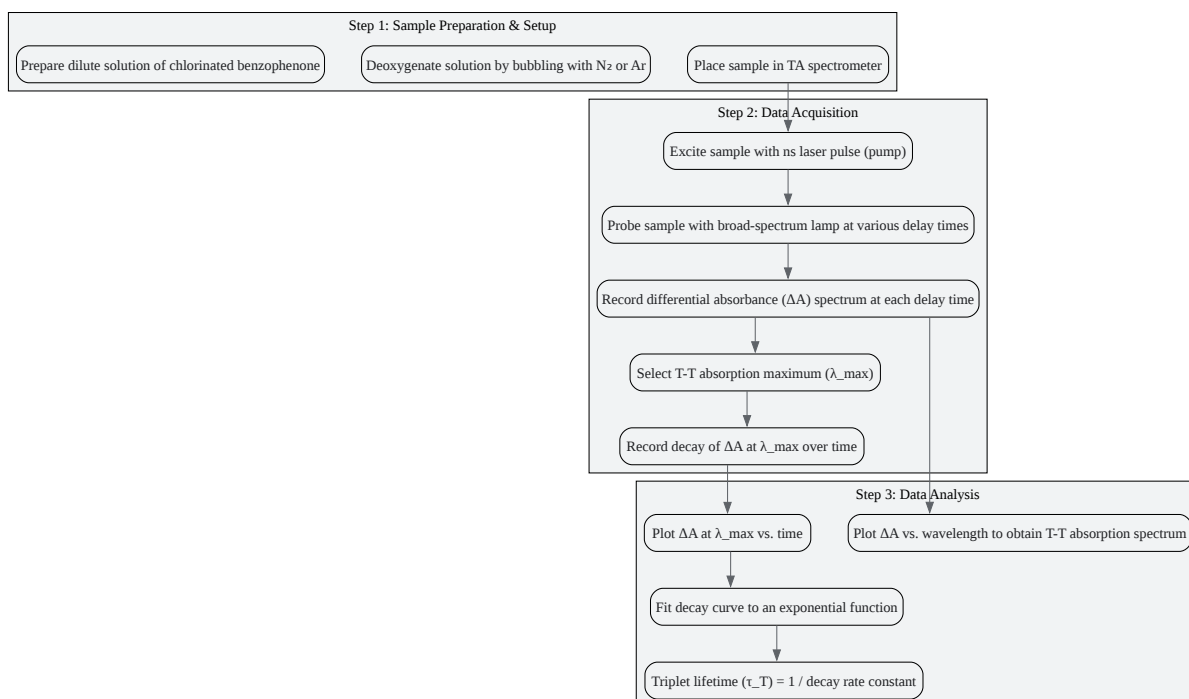 Step 1: Sample Preparation & Setup
Prepare dilute solution of chlorinated benzophenone
Deoxygenate solution by bubbling with N₂ or Ar
Place sample in TA spectrometer
Step 2: Data Acquisition
Excite sample with ns laser pulse (pump)
Probe sample with broad-spectrum lamp at various delay times
Record differential absorbance (ΔA) spectrum at each delay time
Select T-T absorption maximum (λ_max)
Record decay of ΔA at λ_max over time
Step 3: Data Analysis
Plot ΔA at λ_max vs. time
Plot ΔA vs. wavelength to obtain T-T absorption spectrum
Fit decay curve to an exponential function
Triplet lifetime (τ_T) = 1 / decay rate constant